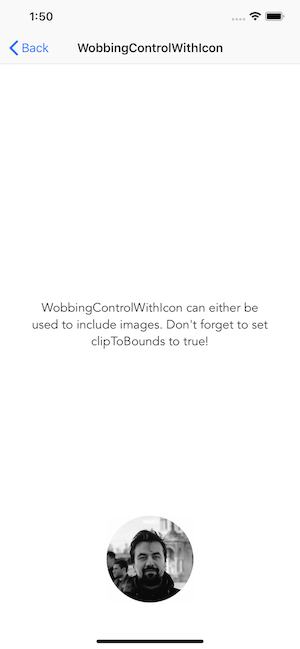 1:50
Back
WobbingControlWithIcon
WobbingControlWithIcon can either be
used to include images. Don't forget to set
clipToBounds to true!